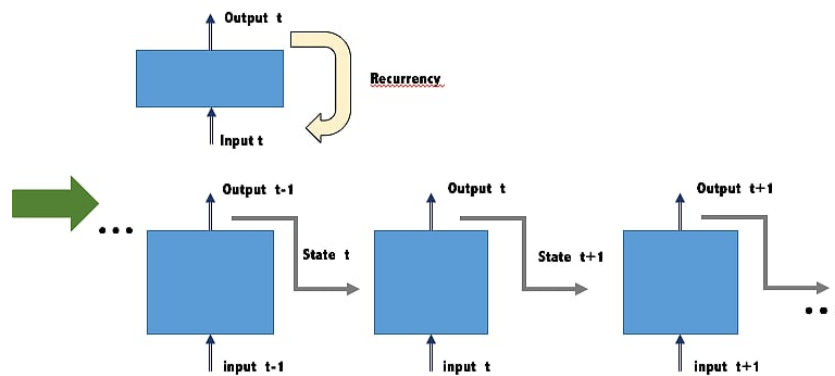 Output t
Recurrency
Input t
Output t-1
Output t
Output t+1
...
State t
State t+1
..
input t-1
input t
input t+1